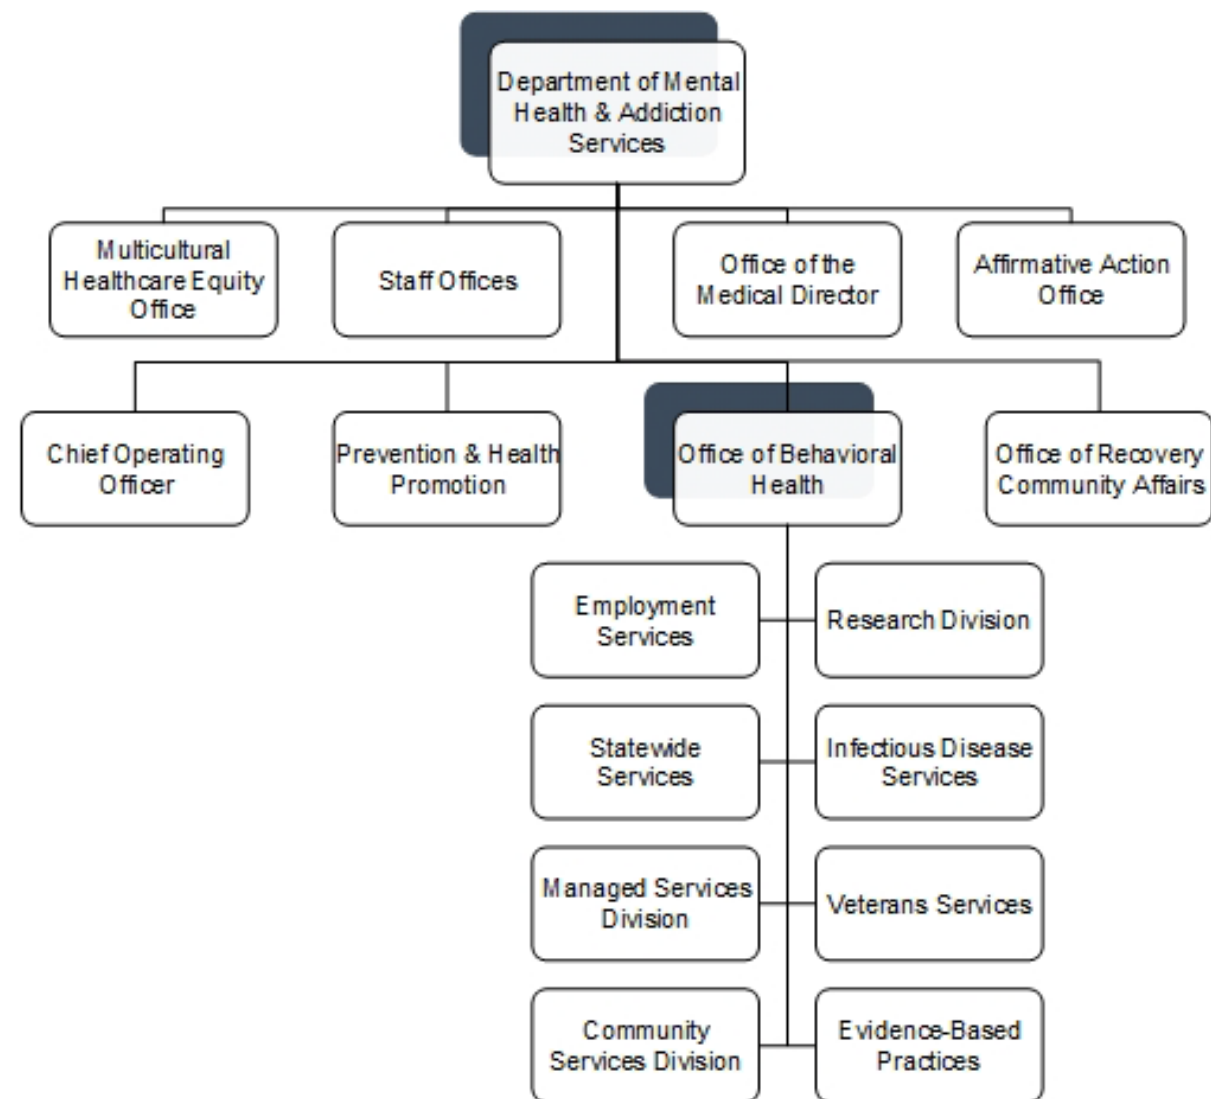 Department of Mental
Health & Addiction
Services
Multicultural
Healthcare Equity
Office
Staff Offices
Office of the
Medical Director
Affirmative Action
Office
Chief Operating
Officer
Prevention & Health
Promotion
Office of Behavioral
Health
Office of Recovery
Community Affairs
Employment
Services
Research Division
Statewide
Services
Infectious Disease
Services
Managed Services
Division
Veterans Services
Community
Services Division
Evidence-Based
Practices